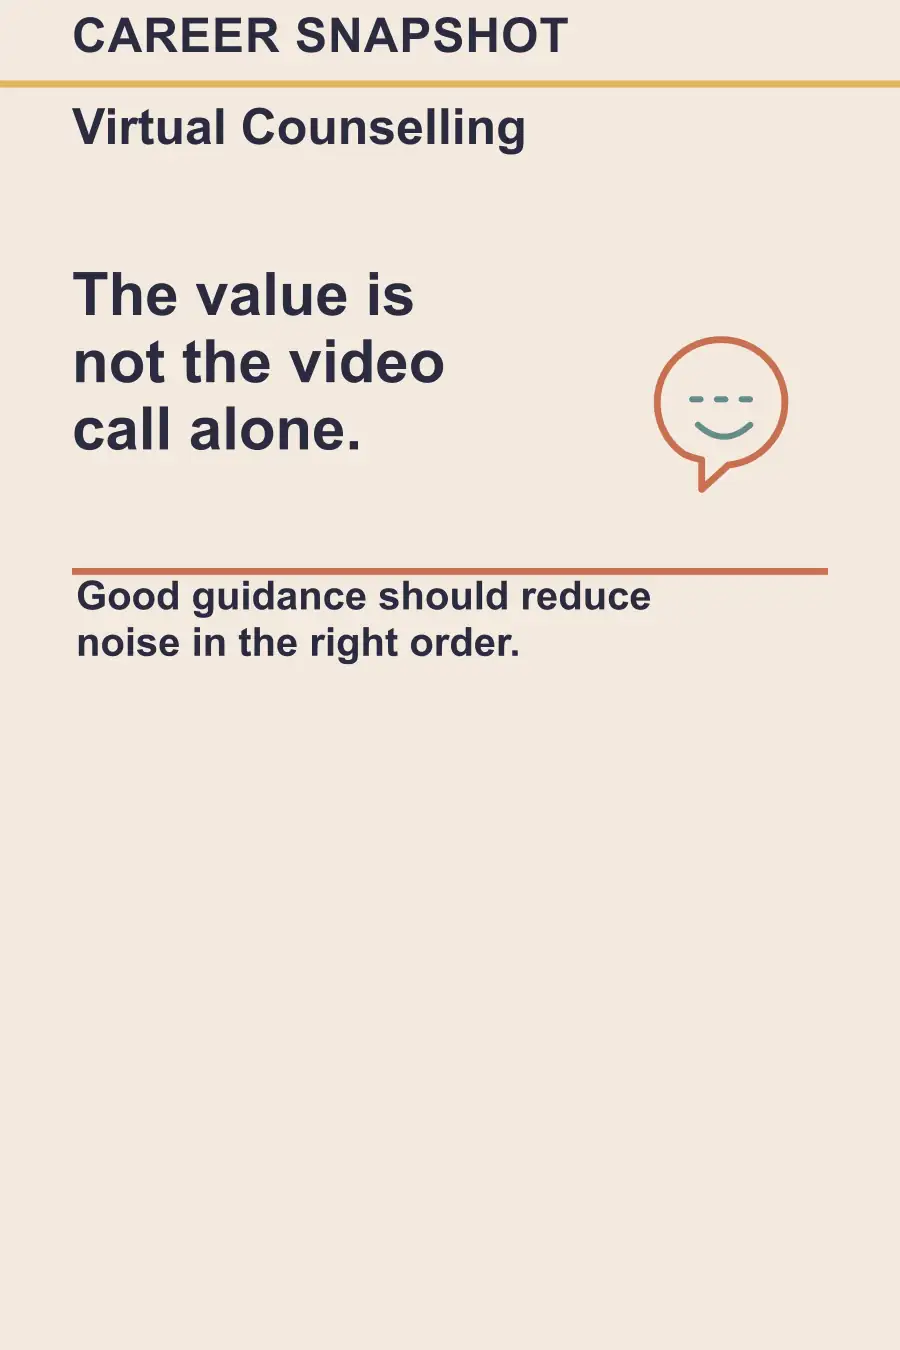 CAREER SNAPSHOT
Virtual Counselling
The value is
not the video
call alone.
Good guidance should reduce
noise in the right order.